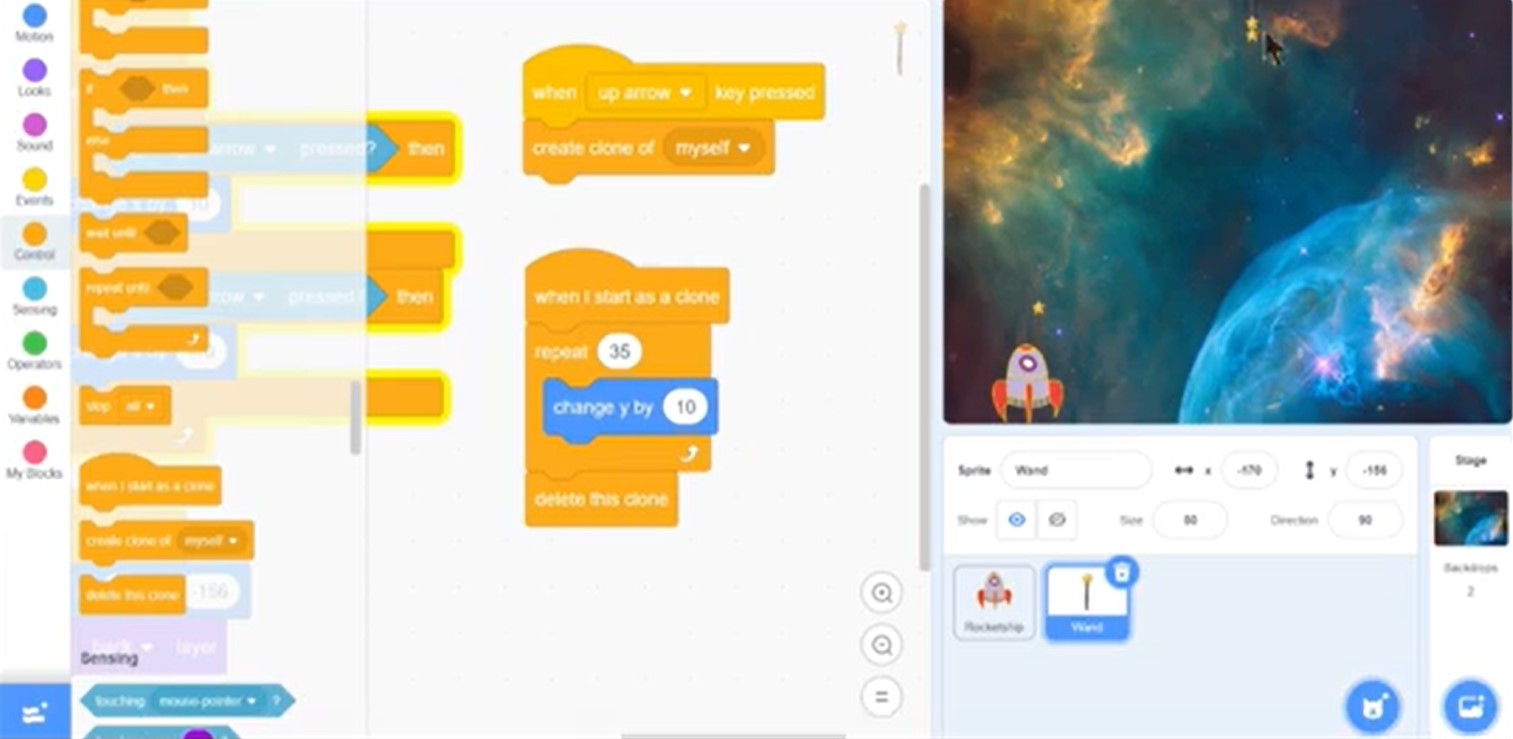 Motion
Looks
Sound
Events
Control
Sensing
Operators
Variables
My Blocks
if then
else
wait until
repeat until
stop all
when I start as a clone
create clone of myself
delete this clone
-156
back layer
Sensing
touching mouse-pointer ?
arrow pressed? then
pressed? then
when up arrow key pressed
create clone of myself
when I start as a clone
repeat 35
change y by 10
delete this clone
Sprite Wand x -170 y -156
Show Size 80 Direction 90
Rocketship
Wand
Stage
Backdrops
2